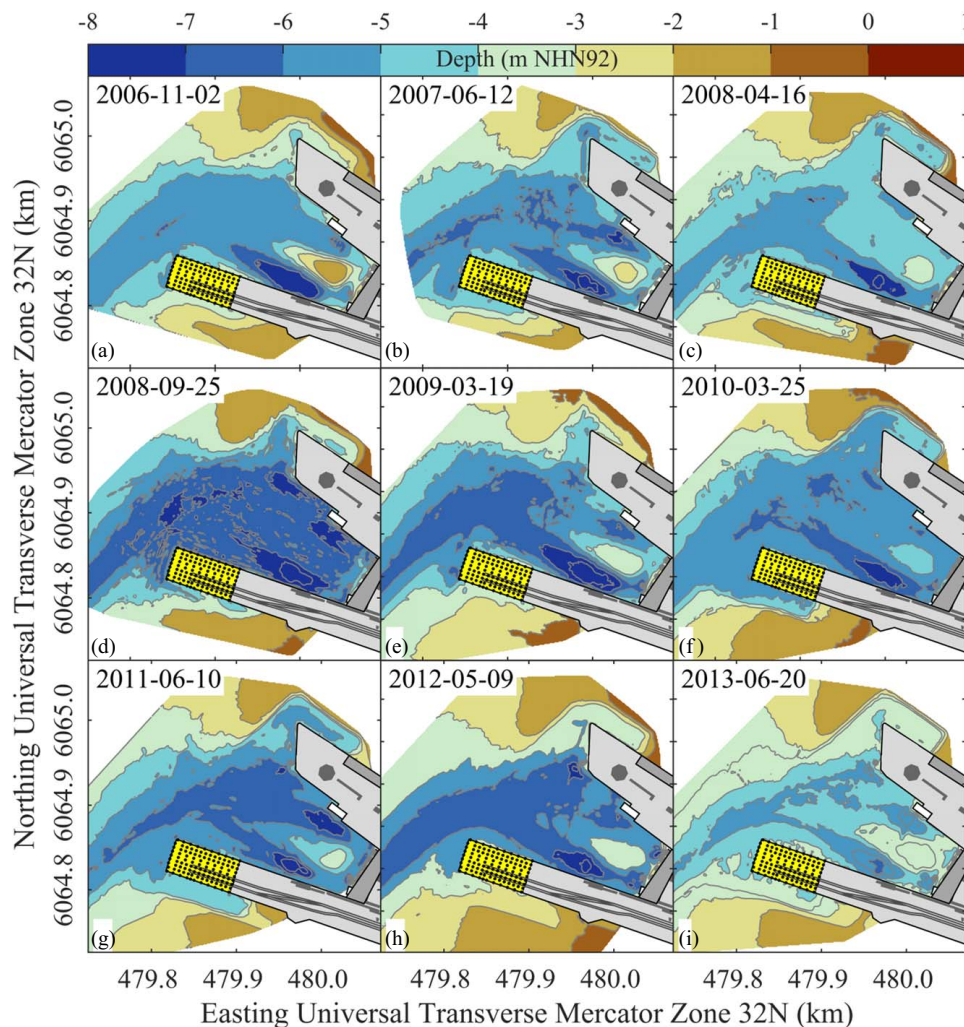 -8 -7 -6 -5 -4 -3 -2 -1 0
Depth (m NHN92)
2006-11-02 2007-06-12 2008-04-16
(a) (b) (c)
2008-09-25 2009-03-19 2010-03-25
(d) (e) (f)
2011-06-10 2012-05-09 2013-06-20
(g) (h) (i)
6065.0
6064.9
6064.8
6065.0
6064.9
6064.8
6065.0
6064.9
6064.8
Northing Universal Transverse Mercator Zone 32N (km)
479.8 479.9 480.0 479.8 479.9 480.0 479.8 479.9 480.0
Easting Universal Transverse Mercator Zone 32N (km)